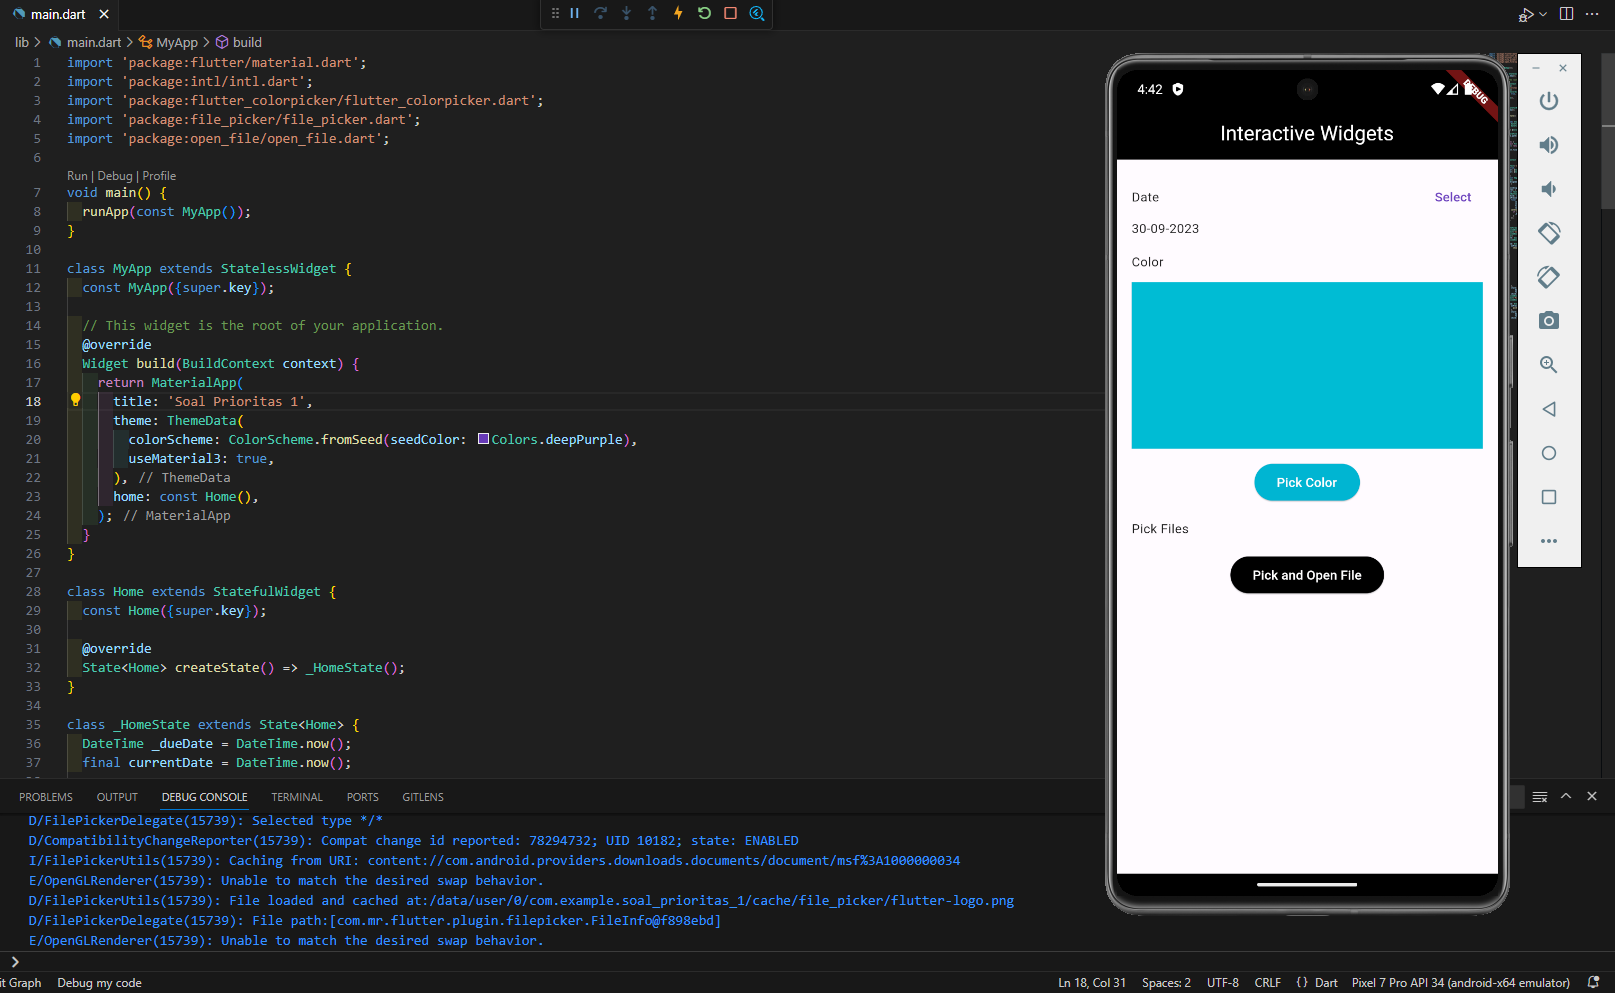 main.dart
lib > main.dart > MyApp > build
1 import 'package:flutter/material.dart';
2 import 'package:intl/intl.dart';
3 import 'package:flutter_colorpicker/flutter_colorpicker.dart';
4 import 'package:file_picker/file_picker.dart';
5 import 'package:open_file/open_file.dart';
6
Run | Debug | Profile
7 void main() {
8 runApp(const MyApp());
9 }
10
11 class MyApp extends StatelessWidget {
12 const MyApp({super.key});
13
14 // This widget is the root of your application.
15 @override
16 Widget build(BuildContext context) {
17 return MaterialApp(
18 title: 'Soal Prioritas 1',
19 theme: ThemeData(
20 colorScheme: ColorScheme.fromSeed(seedColor: Colors.deepPurple),
21 useMaterial3: true,
22 ), // ThemeData
23 home: const Home(),
24 ); // MaterialApp
25 }
26 }
27
28 class Home extends StatefulWidget {
29 const Home({super.key});
30
31 @override
32 State<Home> createState() => _HomeState();
33 }
34
35 class _HomeState extends State<Home> {
36 DateTime _dueDate = DateTime.now();
37 final currentDate = DateTime.now();
4:42
DEBUG
Interactive Widgets
Date Select
30-09-2023
Color
Pick Color
Pick Files
Pick and Open File
PROBLEMS OUTPUT DEBUG CONSOLE TERMINAL PORTS GITLENS
D/FilePickerDelegate(15739): Selected type */*
D/CompatibilityChangeReporter(15739): Compat change id reported: 78294732; UID 10182; state: ENABLED
I/FilePickerUtils(15739): Caching from URI: content://com.android.providers.downloads.documents/document/msf%3A1000000034
E/OpenGLRenderer(15739): Unable to match the desired swap behavior.
D/FilePickerUtils(15739): File loaded and cached at:/data/user/0/com.example.soal_prioritas_1/cache/file_picker/flutter-logo.png
D/FilePickerDelegate(15739): File path:[com.mr.flutter.plugin.filepicker.FileInfo@f898ebd]
E/OpenGLRenderer(15739): Unable to match the desired swap behavior.
it Graph Debug my code Ln 18, Col 31 Spaces: 2 UTF-8 CRLF {} Dart Pixel 7 Pro API 34 (android-x64 emulator)